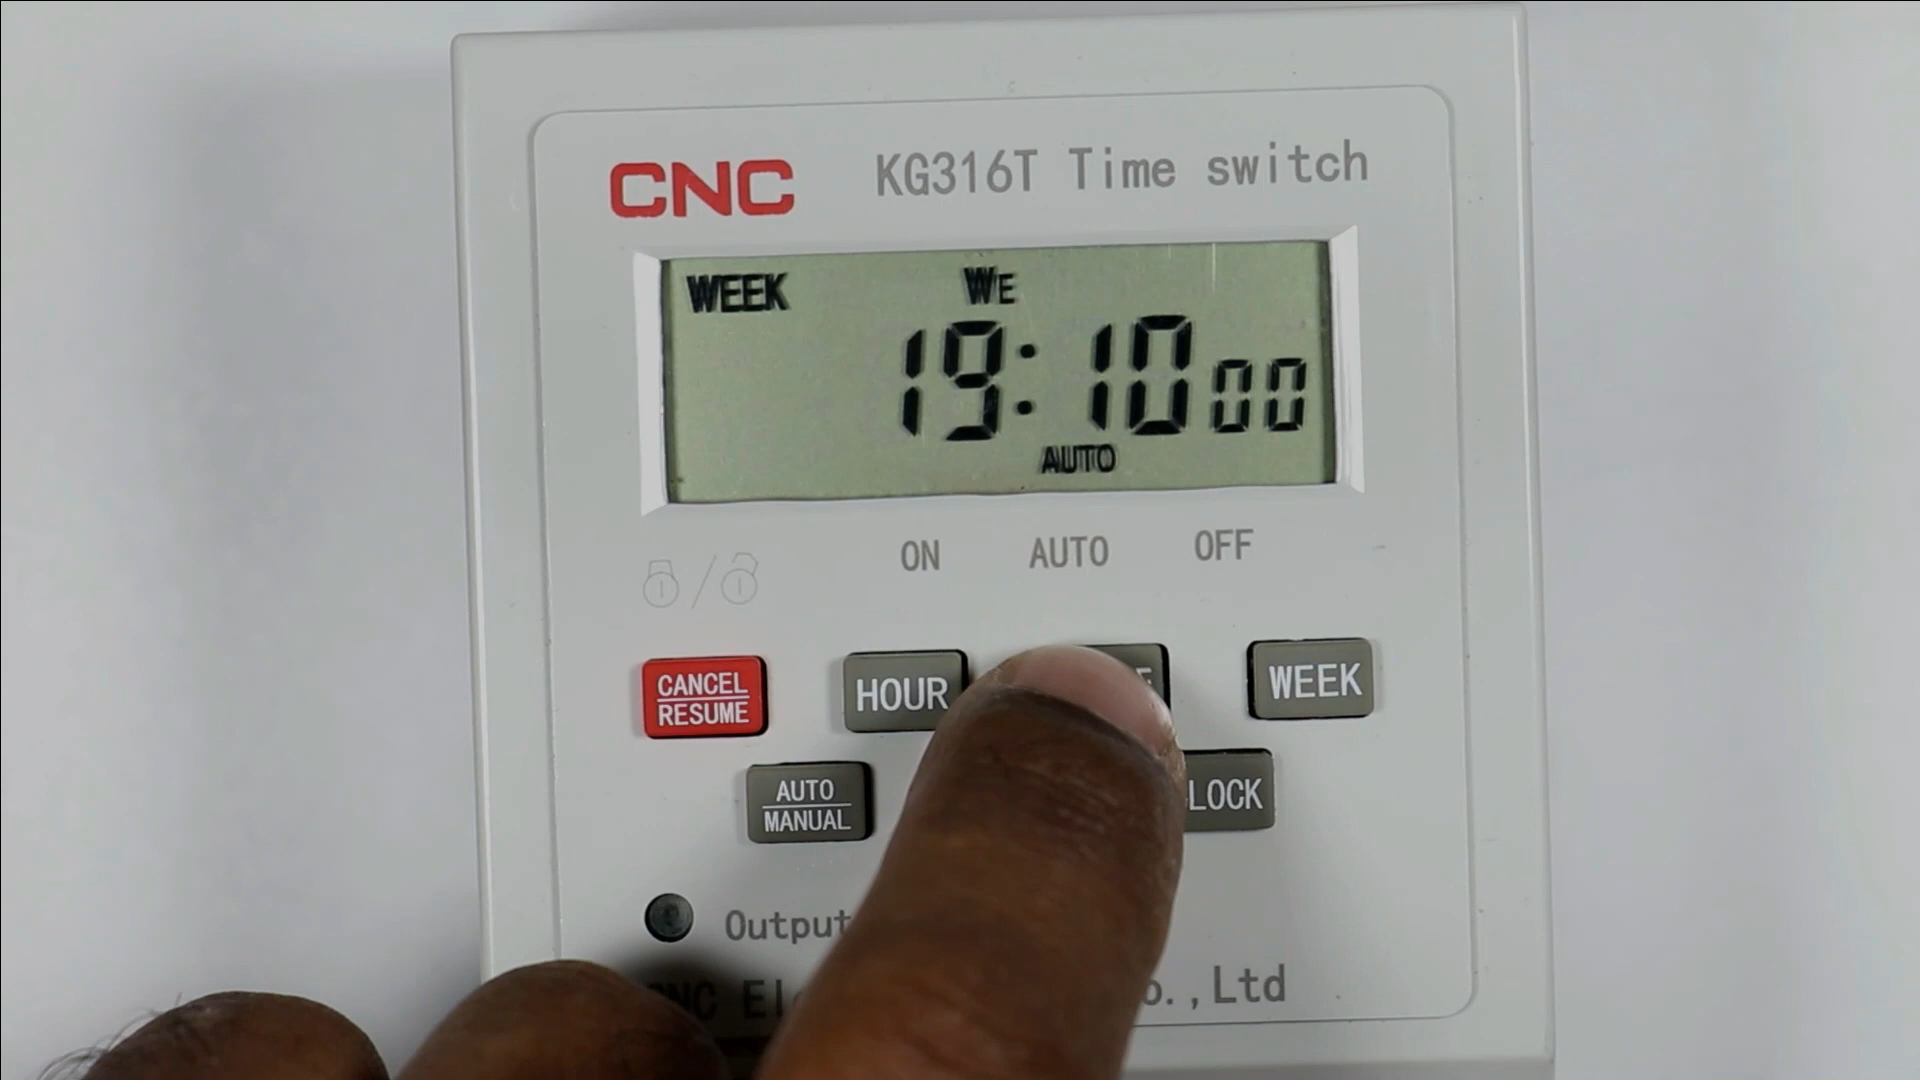 CNC KG316T Time switch
WEEK WE
19:10 00
AUTO
ON AUTO OFF
CANCEL
RESUME
HOUR
WEEK
AUTO
MANUAL
LOCK
Output
CNC
.,Ltd